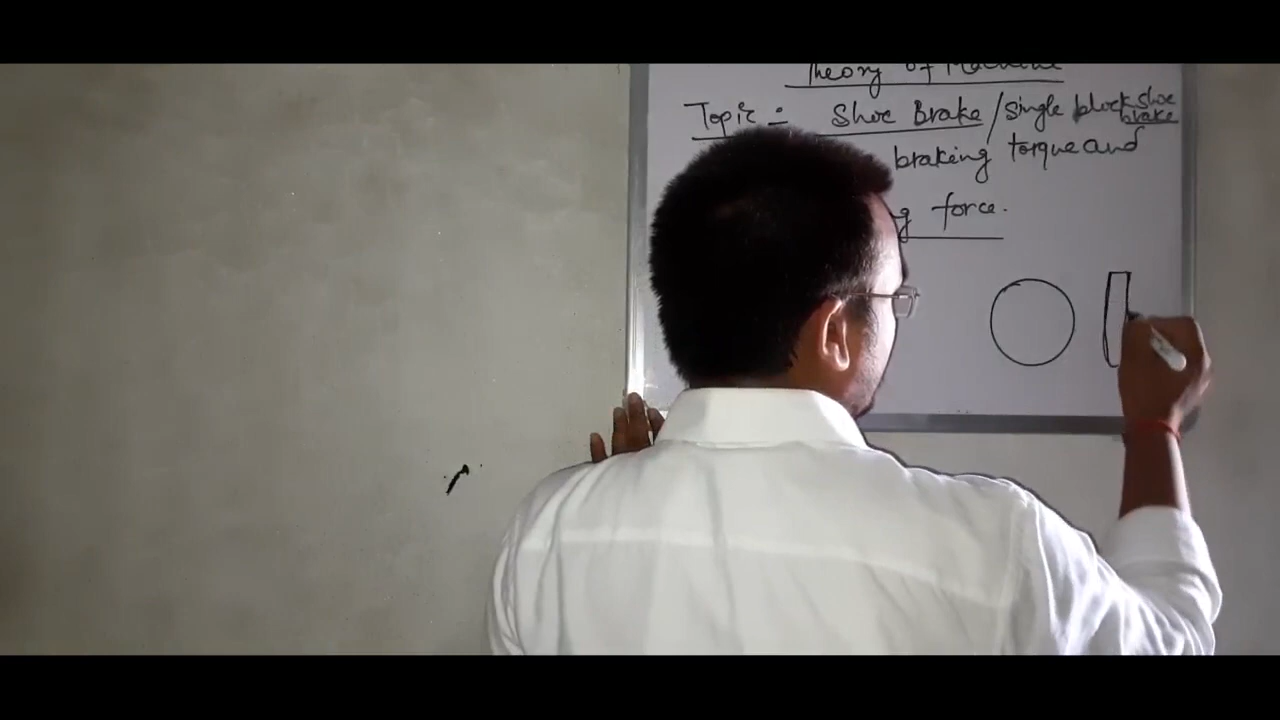 Theory of Machine
Topic :- Shoe Brake / Single block shoe brake
braking torque and
g force.